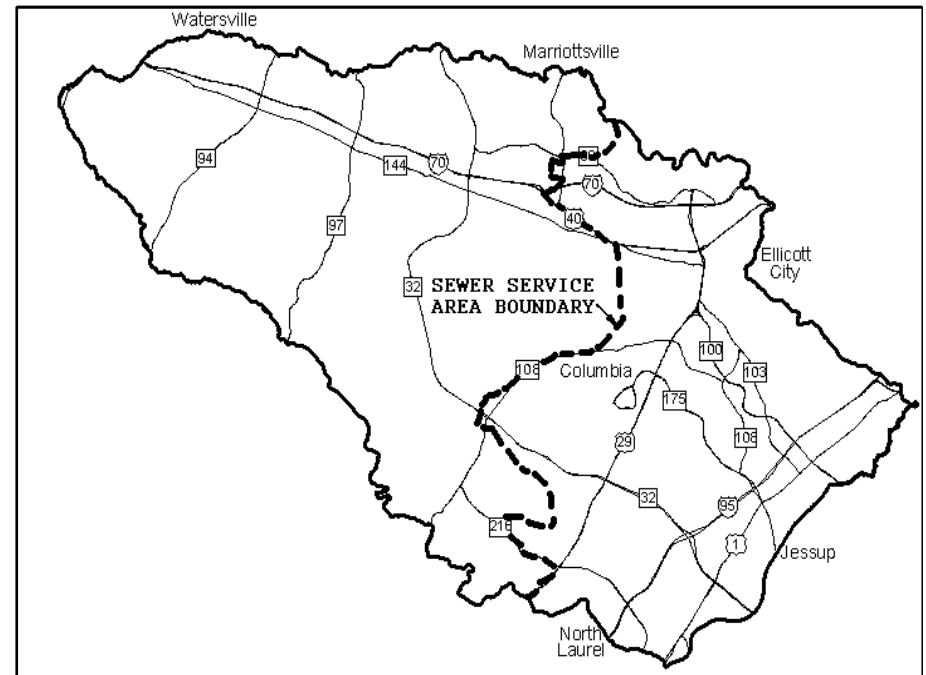 Watersville
Marriottsville
99
94
144
70
70
97
40
Ellicott
City
32
SEWER SERVICE
AREA BOUNDARY
100
108
Columbia
103
175
29
108
32
95
216
1
Jessup
North
Laurel